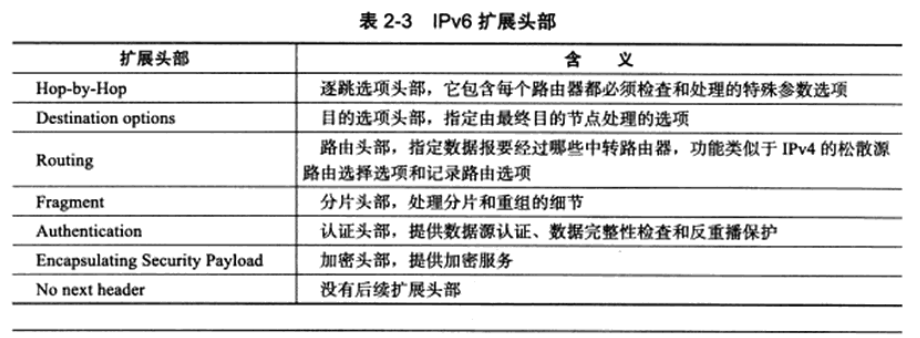 表 2-3 IPv6 扩展头部
扩展头部 含 义
Hop-by-Hop 逐跳选项头部，它包含每个路由器都必须检查和处理的特殊参数选项
Destination options 目的选项头部，指定由最终目的节点处理的选项
Routing 路由头部，指定数据报要经过哪些中转路由器，功能类似于 IPv4 的松散源
路由选择选项和记录路由选项
Fragment 分片头部，处理分片和重组的细节
Authentication 认证头部，提供数据源认证、数据完整性检查和反重播保护
Encapsulating Security Payload 加密头部，提供加密服务
No next header 没有后续扩展头部